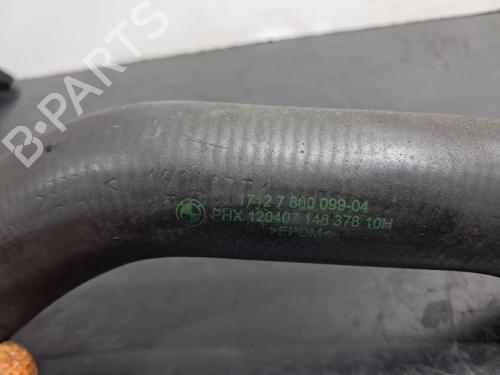 B-PARTS
1712 7 800 099-04
PHX 120407 148 378 10H
>EPDM<